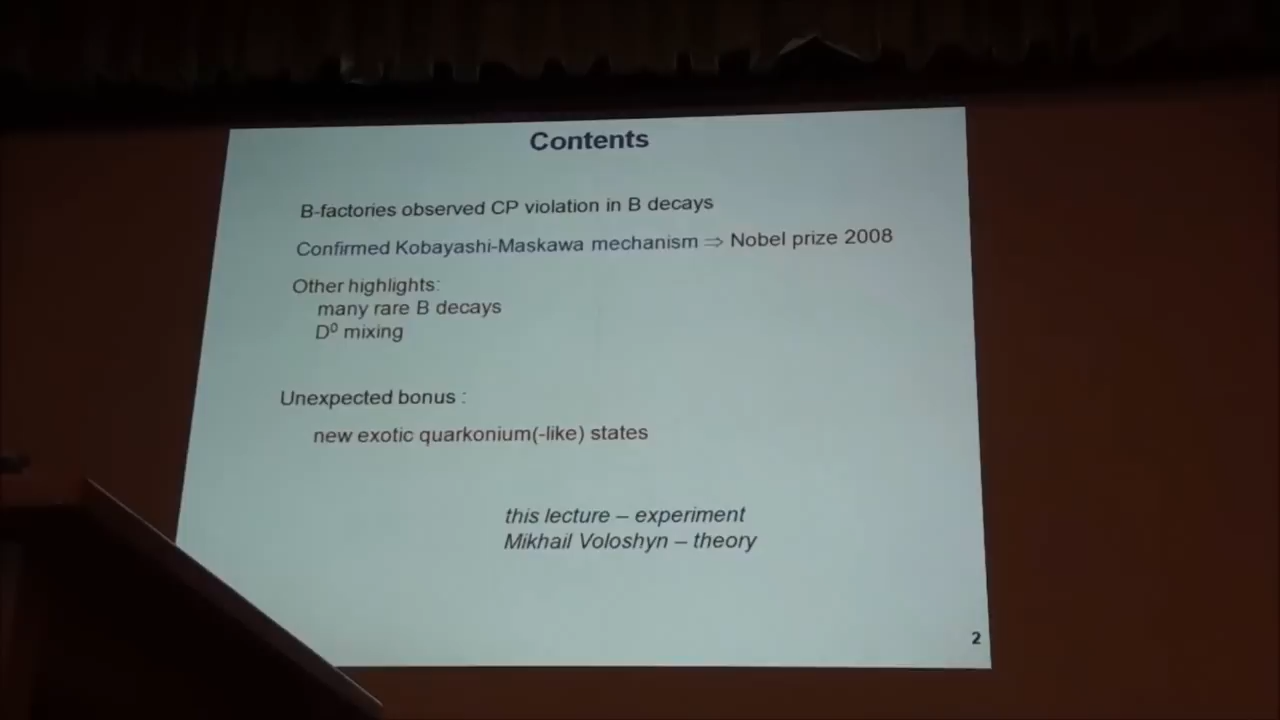 Contents
B-factories observed CP violation in B decays
Confirmed Kobayashi-Maskawa mechanism ⇒ Nobel prize 2008
Other highlights:
many rare B decays
D⁰ mixing
Unexpected bonus :
new exotic quarkonium(-like) states
this lecture – experiment
Mikhail Voloshyn – theory
2